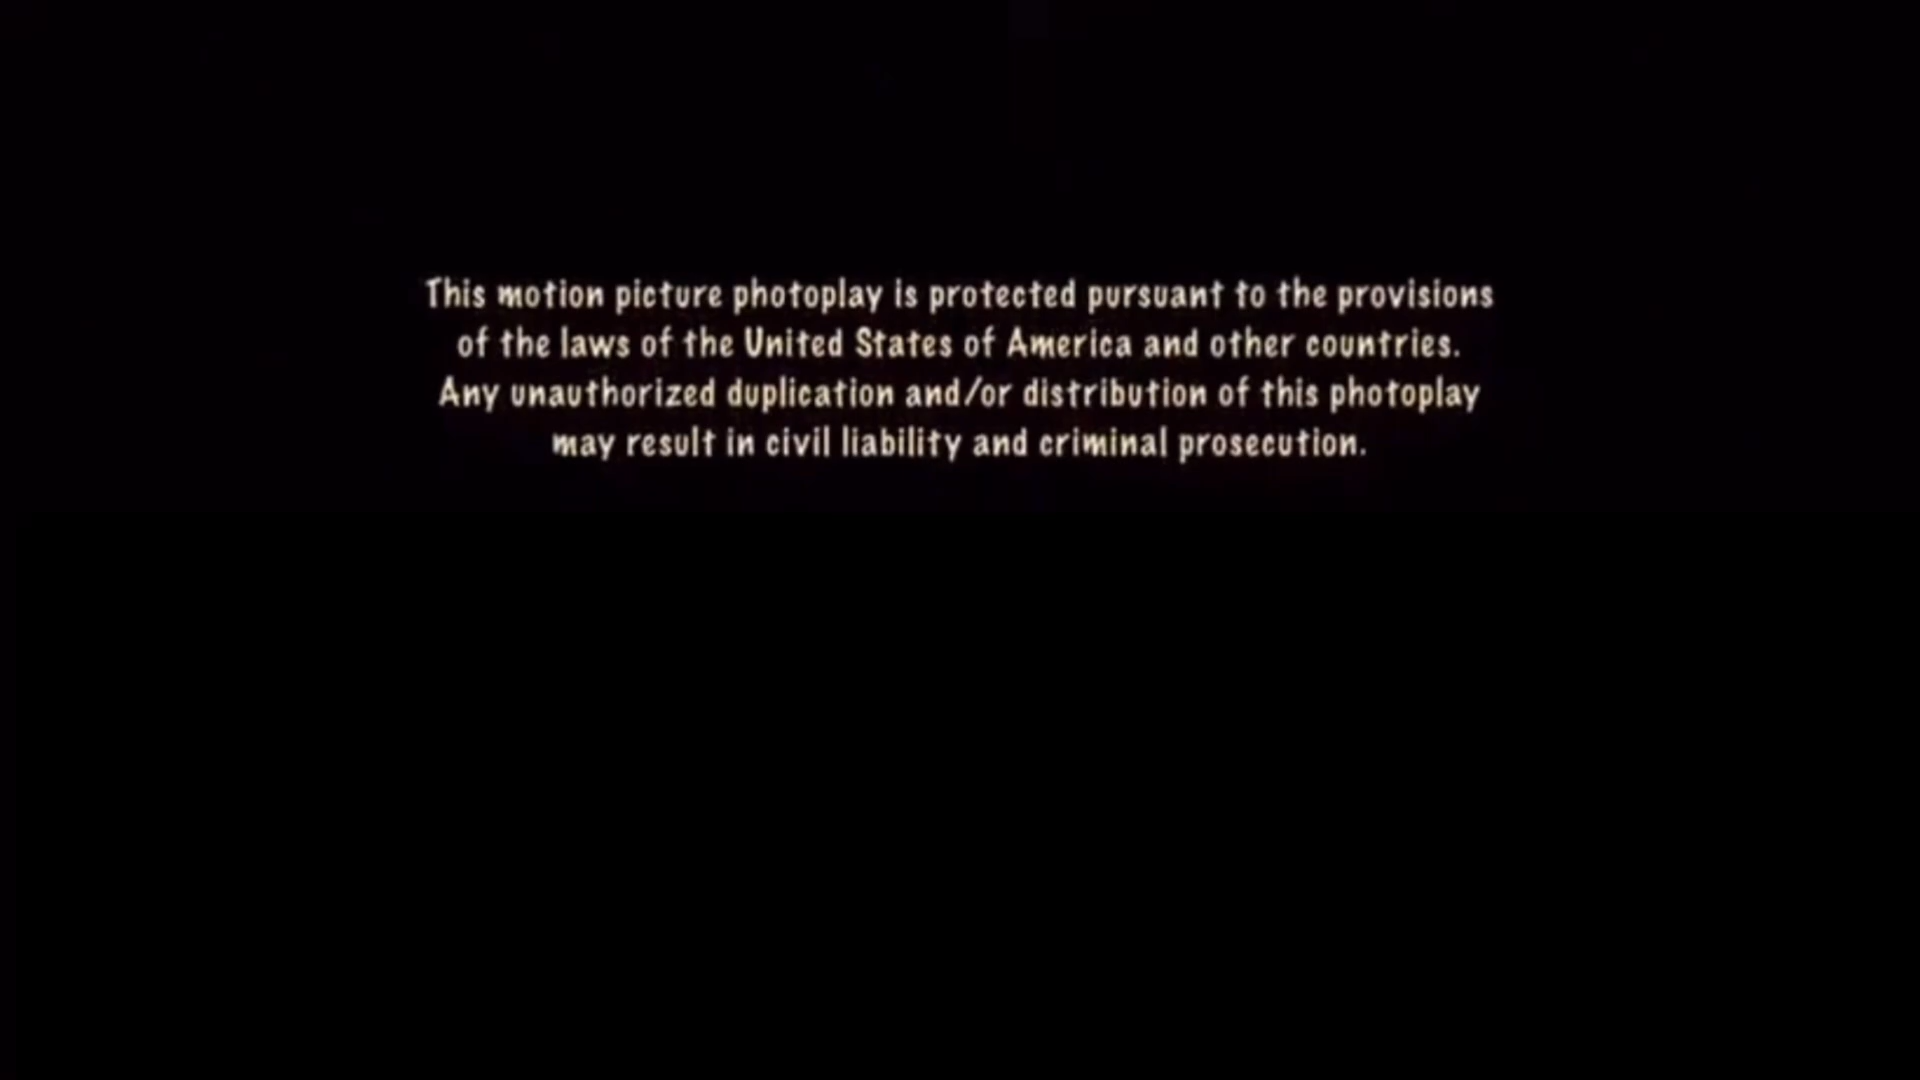 This motion picture photoplay is protected pursuant to the provisions
of the laws of the United States of America and other countries.
Any unauthorized duplication and/or distribution of this photoplay
may result in civil liability and criminal prosecution.